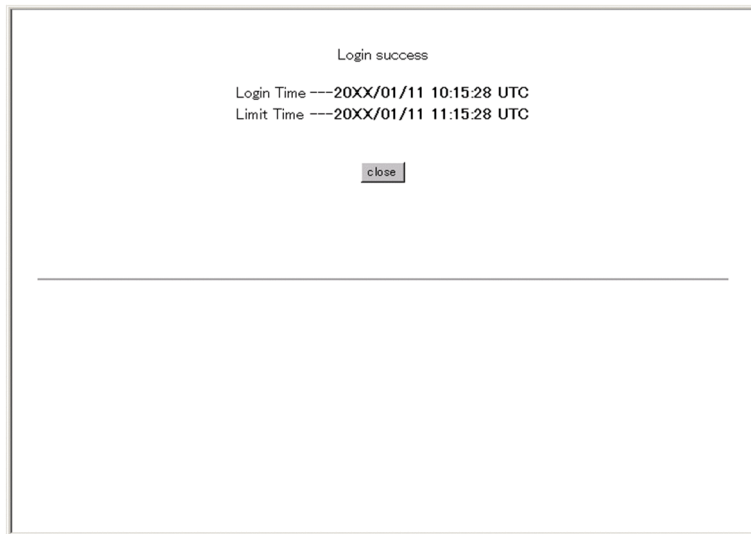 Login success
Login Time ---20XX/01/11 10:15:28 UTC
Limit Time ---20XX/01/11 11:15:28 UTC
close